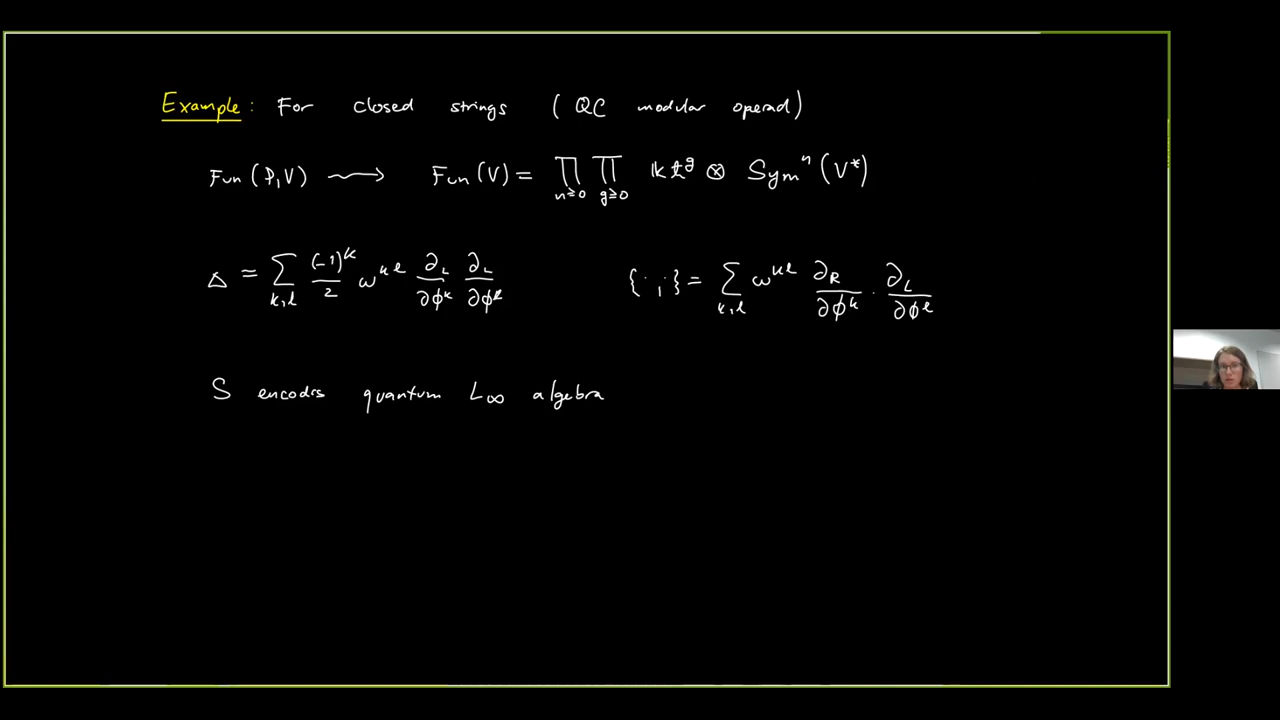 Example: For closed strings (QC modular operad)
Fun(P,V) ⇝ Fun(V) = ∏_{n≥0} ∏_{g≥0} 𝕜ℏ^g ⊗ Sym^n(V*)
Δ = ∑_{k,l} (-1)^k/2 ω^{kl} ∂_L/∂ϕ^k ∂_L/∂ϕ^l    {·,·} = ∑_{k,l} ω^{kl} ∂_R/∂ϕ^k · ∂_L/∂ϕ^l
S encodes quantum L∞ algebra